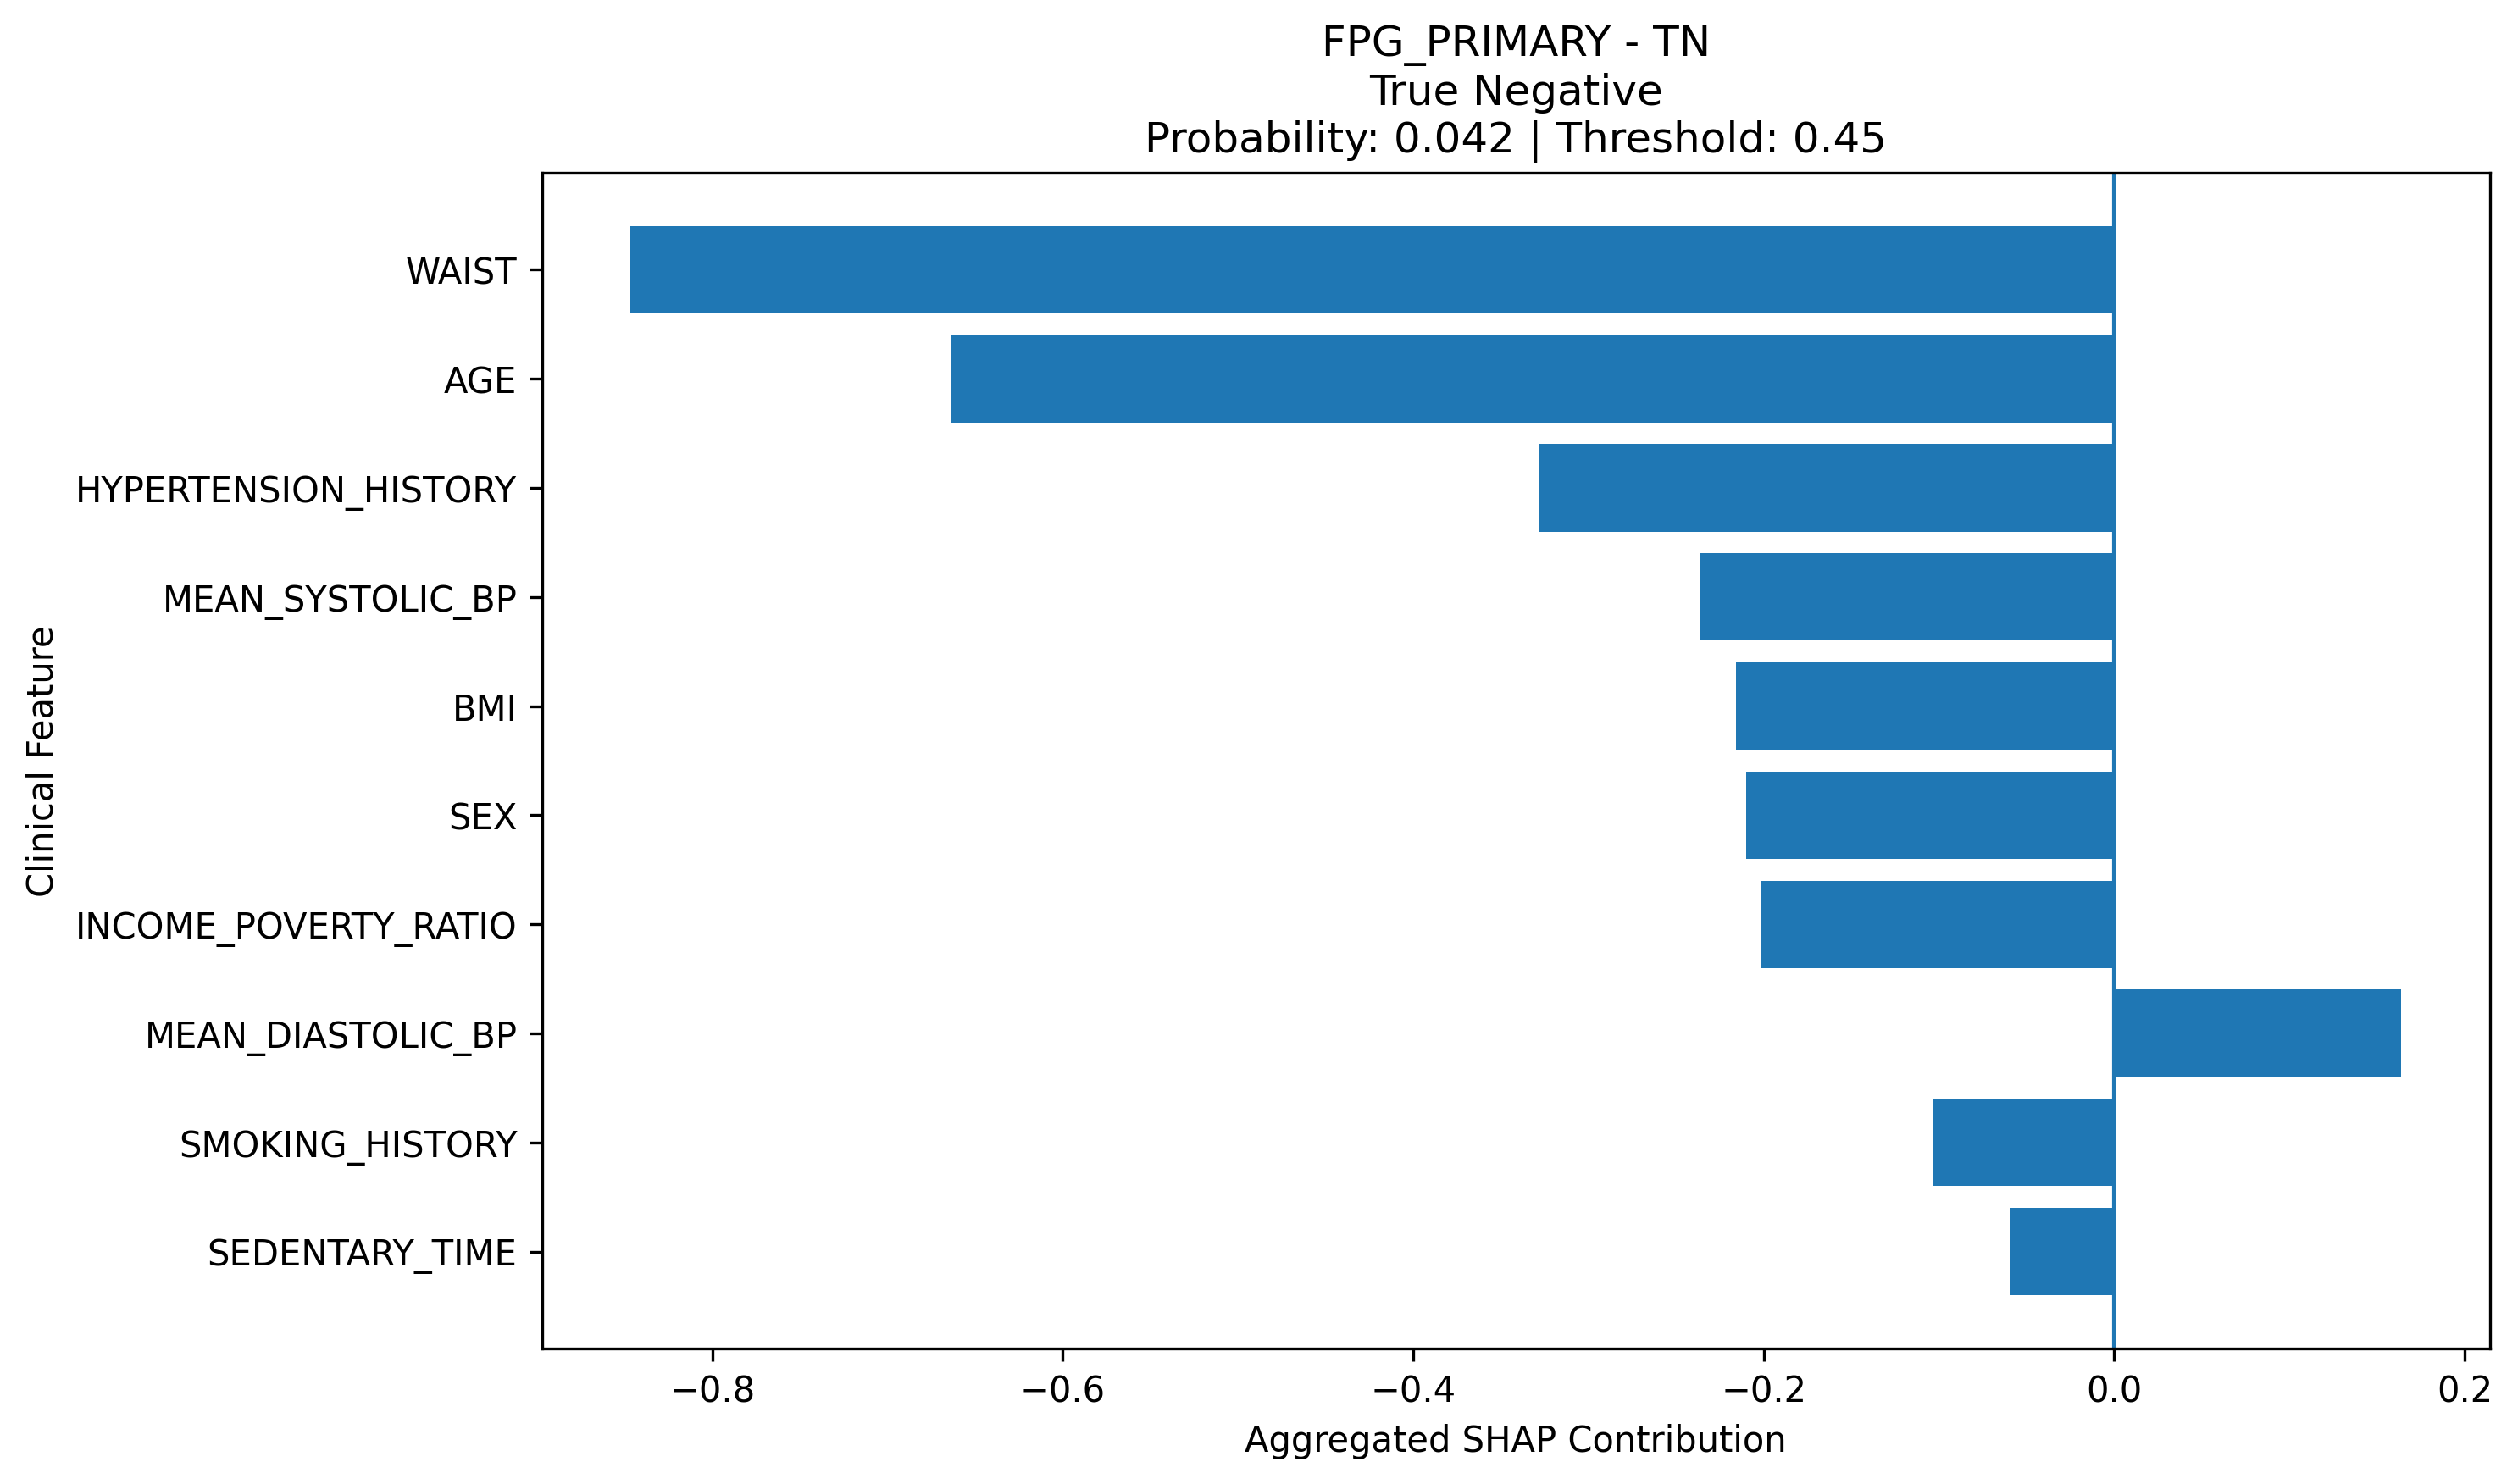 FPG_PRIMARY - TN
True Negative
Probability: 0.042 | Threshold: 0.45
Clinical Feature
WAIST
AGE
HYPERTENSION_HISTORY
MEAN_SYSTOLIC_BP
BMI
SEX
INCOME_POVERTY_RATIO
MEAN_DIASTOLIC_BP
SMOKING_HISTORY
SEDENTARY_TIME
−0.8 −0.6 −0.4 −0.2 0.0 0.2
Aggregated SHAP Contribution